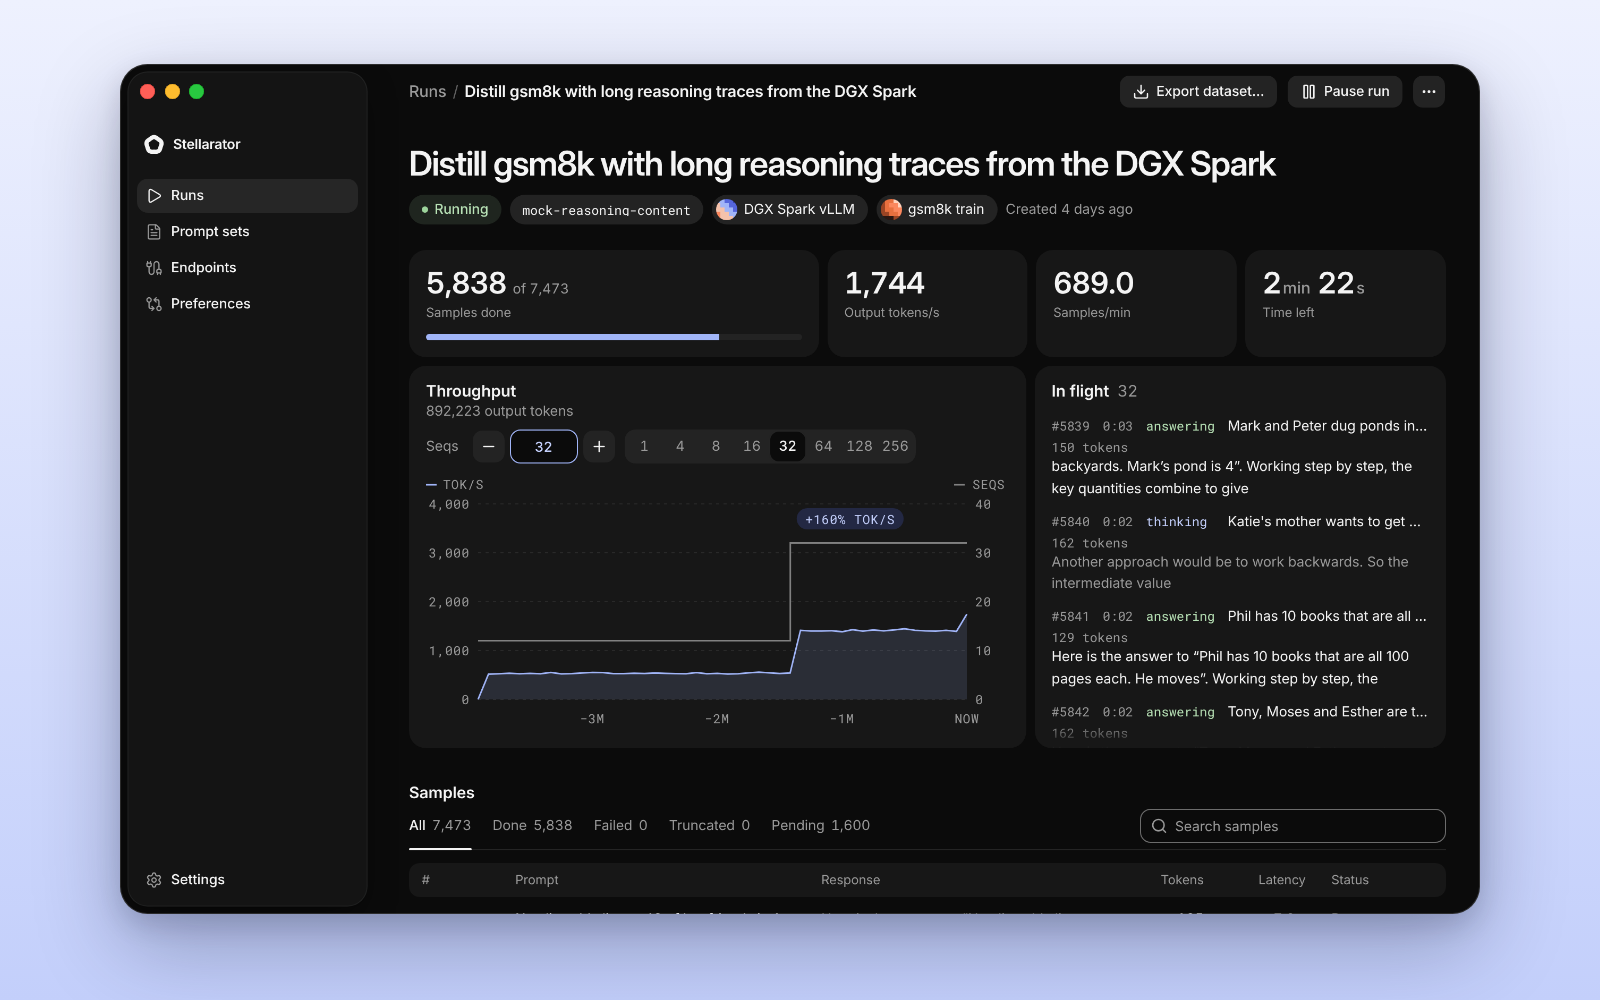 Stellarator
Runs
Prompt sets
Endpoints
Preferences
Settings
Runs / Distill gsm8k with long reasoning traces from the DGX Spark
Export dataset...
Pause run
Distill gsm8k with long reasoning traces from the DGX Spark
Running
mock-reasoning-content
DGX Spark vLLM
gsm8k train
Created 4 days ago
5,838 of 7,473
Samples done
1,744
Output tokens/s
689.0
Samples/min
2 min 22 s
Time left
Throughput
892,223 output tokens
Seqs − 32 + 1 4 8 16 32 64 128 256
TOK/S SEQS
4,000 40
+160% TOK/S
3,000 30
2,000 20
1,000 10
0 0
-3M -2M -1M NOW
In flight 32
#5839 0:03 answering Mark and Peter dug ponds in...
150 tokens
backyards. Mark’s pond is 4”. Working step by step, the
key quantities combine to give
#5840 0:02 thinking Katie's mother wants to get ...
162 tokens
Another approach would be to work backwards. So the
intermediate value
#5841 0:02 answering Phil has 10 books that are all ...
129 tokens
Here is the answer to “Phil has 10 books that are all 100
pages each. He moves”. Working step by step, the
#5842 0:02 answering Tony, Moses and Esther are t...
162 tokens
Samples
All 7,473 Done 5,838 Failed 0 Truncated 0 Pending 1,600
Search samples
# Prompt Response Tokens Latency Status